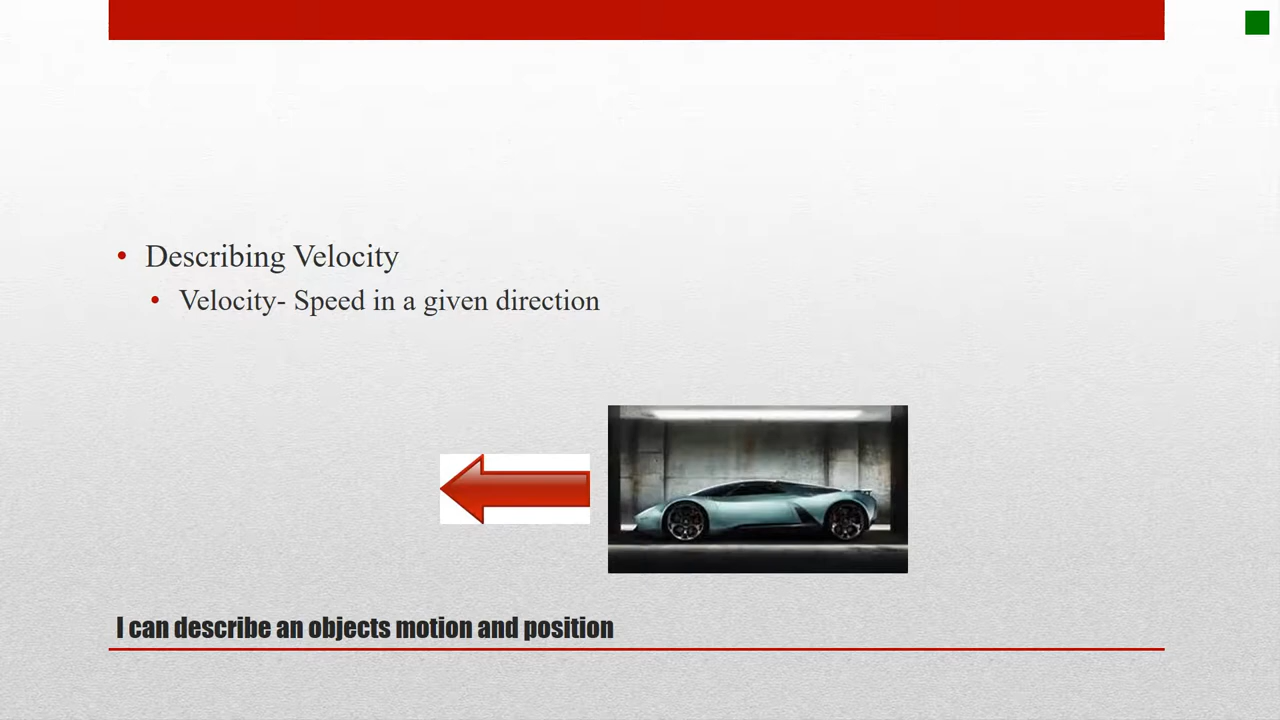 Describing Velocity
Velocity- Speed in a given direction
I can describe an objects motion and position